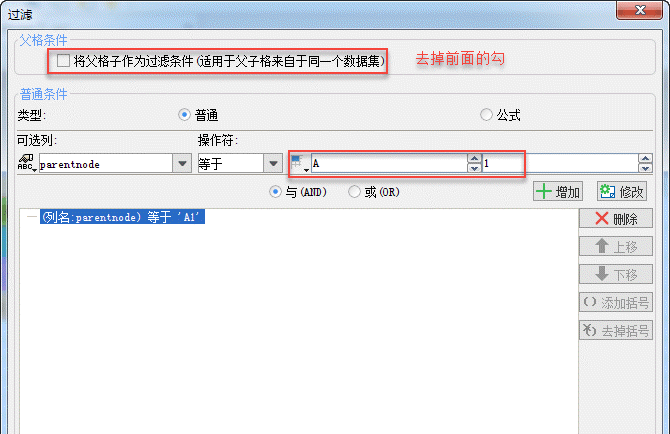 过滤
父格条件
将父格子作为过滤条件(适用于父子格来自于同一个数据集)
去掉前面的勾
普通条件
类型: 普通 公式
可选列: 操作符:
ABC parentnode 等于 A 1
与(AND) 或(OR) 增加 修改
(列名:parentnode) 等于 'A1'
删除
上移
下移
添加括号
去掉括号